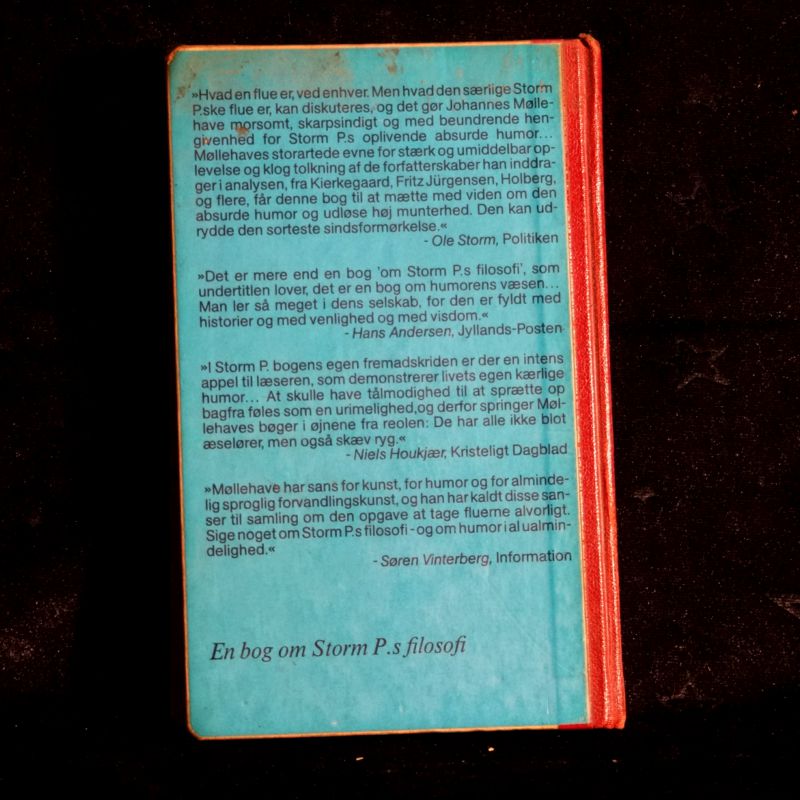 »Hvad en flue er, ved enhver. Men hvad den særlige Storm
P.ske flue er, kan diskuteres, og det gør Johannes Mølle-
have morsomt, skarpsindigt og med beundrende hen-
givenhed for Storm P.s oplivende absurde humor...
Møllehaves storartede evne for stærk og umiddelbar op-
levelse og klog tolkning af de forfatterskaber han inddra-
ger i analysen, fra Kierkegaard, Fritz Jürgensen, Holberg,
og flere, får denne bog til at mætte med viden om den
absurde humor og udløse høj munterhed. Den kan ud-
rydde den sorteste sindsformørkelse.«
- Ole Storm, Politiken
»Det er mere end en bog 'om Storm P.s filosofi', som
undertitlen lover, det er en bog om humorens væsen...
Man ler så meget i dens selskab, for den er fyldt med
historier og med venlighed og med visdom.«
- Hans Andersen, Jyllands-Posten
»I Storm P. bogens egen fremadskriden er der en intens
appel til læseren, som demonstrerer livets egen kærlige
humor... At skulle have tålmodighed til at sprætte op
bagfra føles som en urimelighed,og derfor springer Møl-
lehaves bøger i øjnene fra reolen: De har alle ikke blot
æselører, men også skæv ryg.«
- Niels Houkjær, Kristeligt Dagblad
»Møllehave har sans for kunst, for humor og for alminde-
lig sproglig forvandlingskunst, og han har kaldt disse san-
ser til samling om den opgave at tage fluerne alvorligt.
Sige noget om Storm P.s filosofi - og om humor i al ualmin-
delighed.«
- Søren Vinterberg, Information
En bog om Storm P.s filosofi